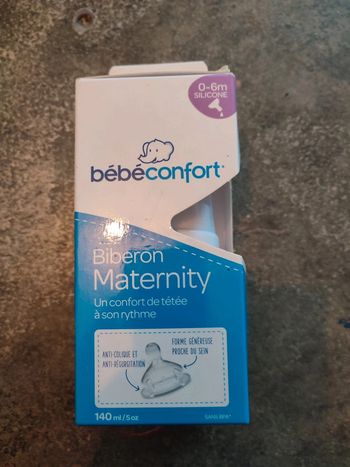 0-6m
SILICONE
bébéconfort
Biberon
Maternity
Un confort de tétée
à son rythme
FORME GÉNÉREUSE
PROCHE DU SEIN
ANTI-COLIQUE ET
ANTI-RÉGURGITATION
140 ml/5 oz
SANS BPA*